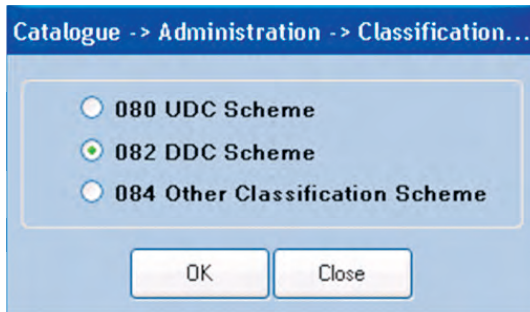 Catalogue -> Administration -> Classification...
080 UDC Scheme
082 DDC Scheme
084 Other Classification Scheme
OK Close